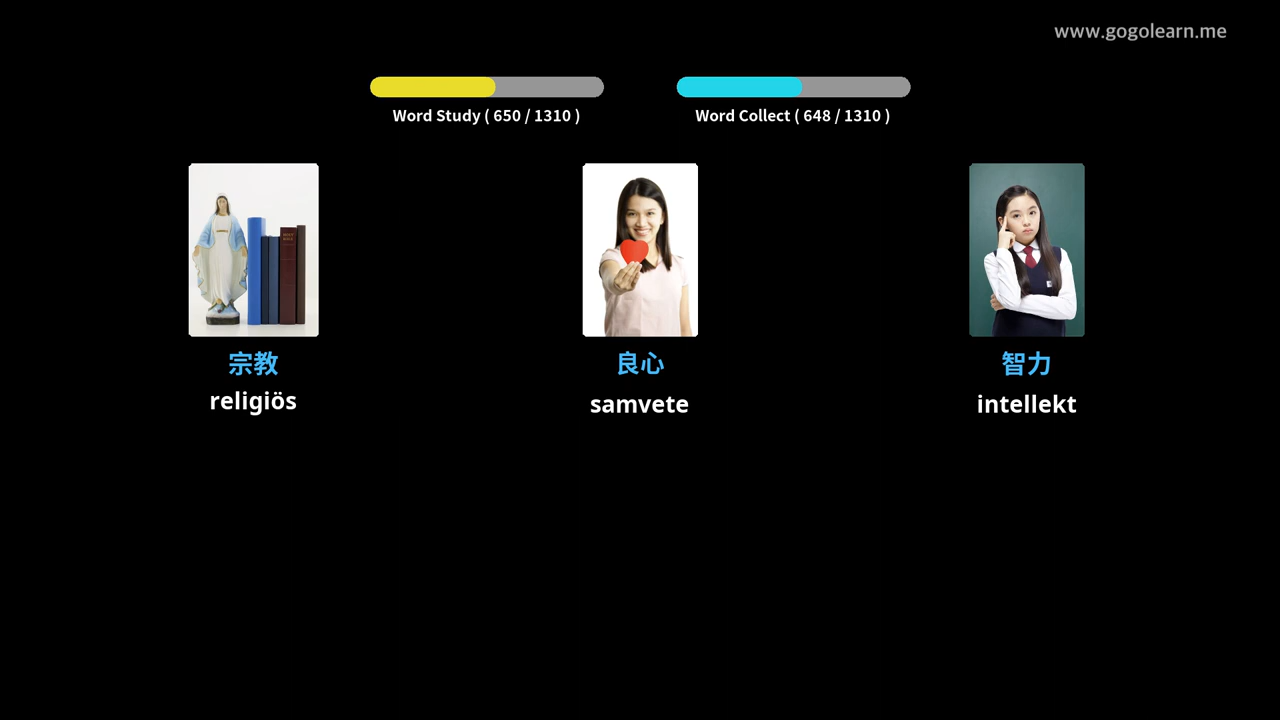 www.gogolearn.me
Word Study ( 650 / 1310 )
Word Collect ( 648 / 1310 )
宗教
religiös
良心
samvete
智力
intellekt